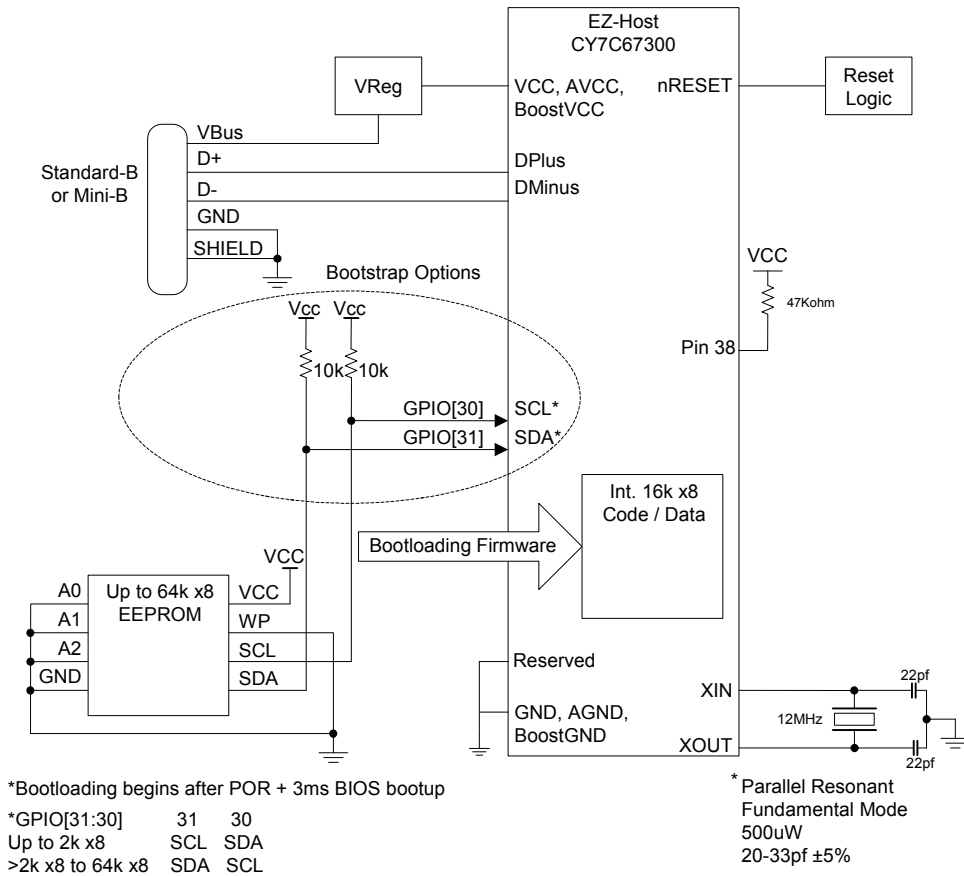 EZ-Host
CY7C67300
VReg
VCC, AVCC,
BoostVCC
nRESET
Reset
Logic
Standard-B
or Mini-B
VBus
D+
D-
GND
SHIELD
DPlus
DMinus
Bootstrap Options
Vcc Vcc
10k 10k
VCC
47Kohm
Pin 38
GPIO[30] SCL*
GPIO[31] SDA*
Int. 16k x8
Code / Data
Bootloading Firmware
VCC
A0
A1
A2
GND
Up to 64k x8
EEPROM
VCC
WP
SCL
SDA
Reserved
GND, AGND,
BoostGND
XIN
XOUT
22pf
12MHz
22pf
*Bootloading begins after POR + 3ms BIOS bootup
*GPIO[31:30] 31 30
Up to 2k x8 SCL SDA
>2k x8 to 64k x8 SDA SCL
* Parallel Resonant
Fundamental Mode
500uW
20-33pf ±5%